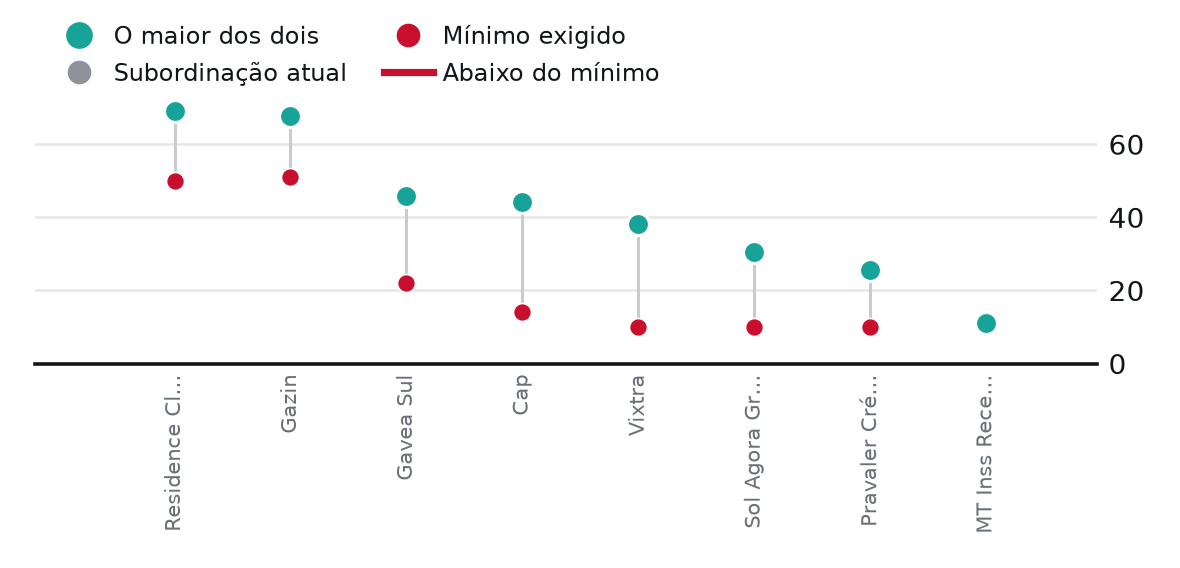 O maior dos dois
Mínimo exigido
Subordinação atual
Abaixo do mínimo
60
40
20
0
Residence Cl...
Gazin
Gavea Sul
Cap
Vixtra
Sol Agora Gr...
Pravaler Cré...
MT Inss Rece...